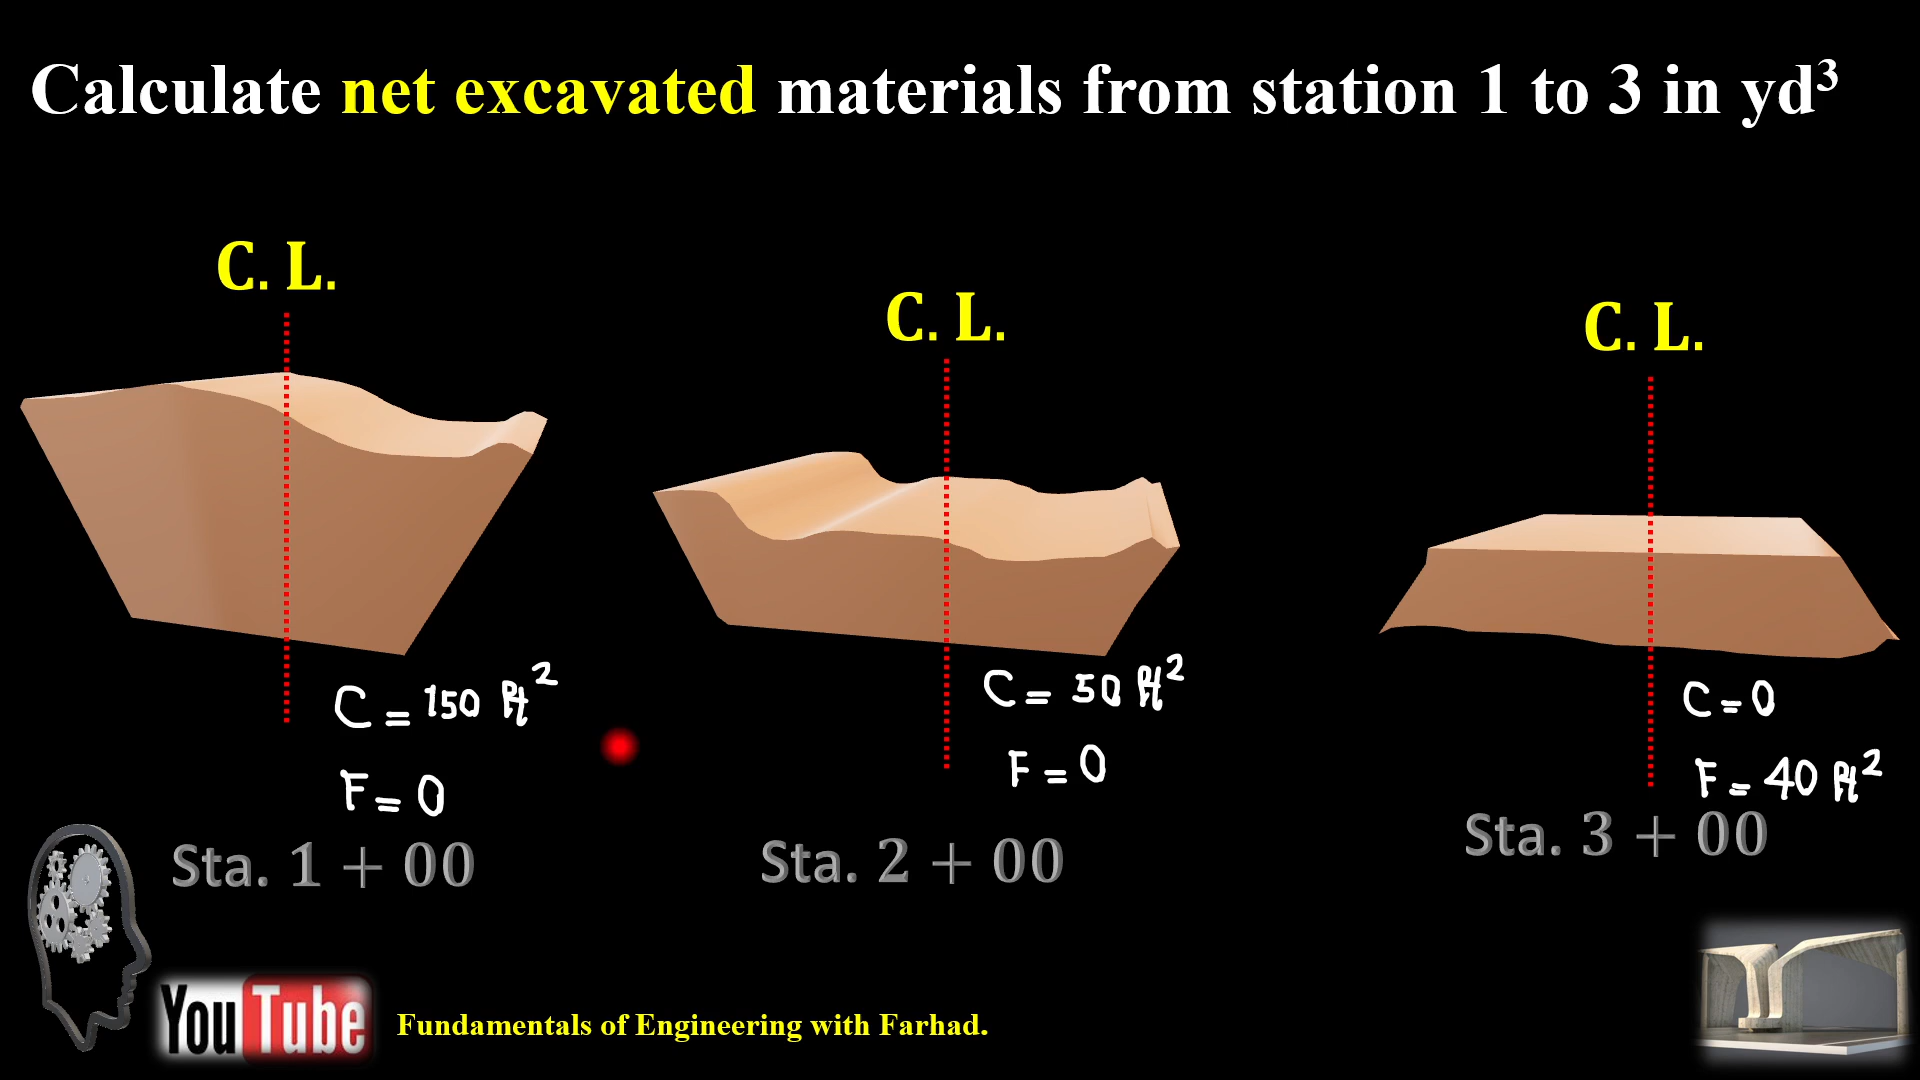 Calculate net excavated materials from station 1 to 3 in yd³
C. L.
C. L.
C. L.
C = 150 ft²
F = 0
C = 50 ft²
F = 0
C = 0
F = 40 ft²
Sta. 1 + 00
Sta. 2 + 00
Sta. 3 + 00
YouTube
Fundamentals of Engineering with Farhad.